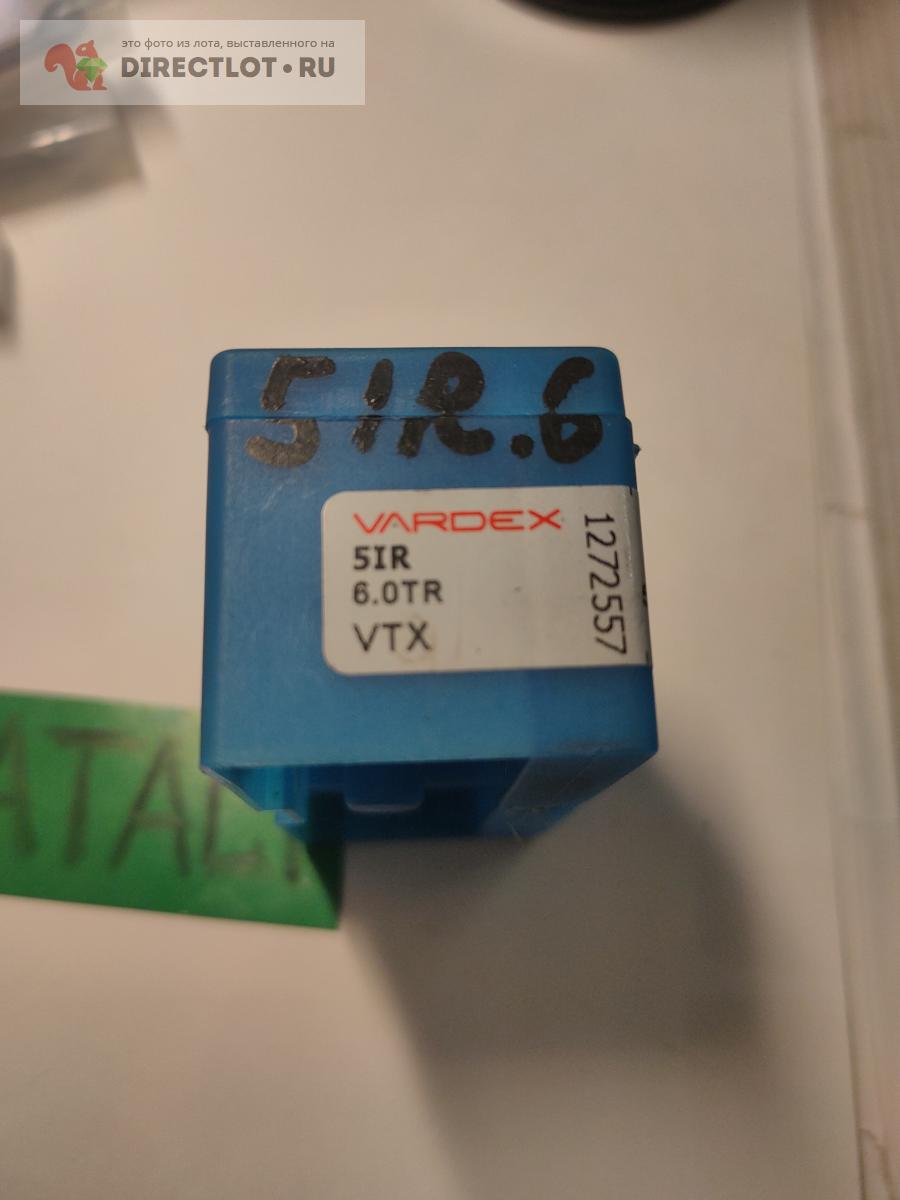 это фото из лота, выставленного на
DIRECTLOT•RU
5IR.6
VARDEX
5IR
6.0TR
VTX
1272557